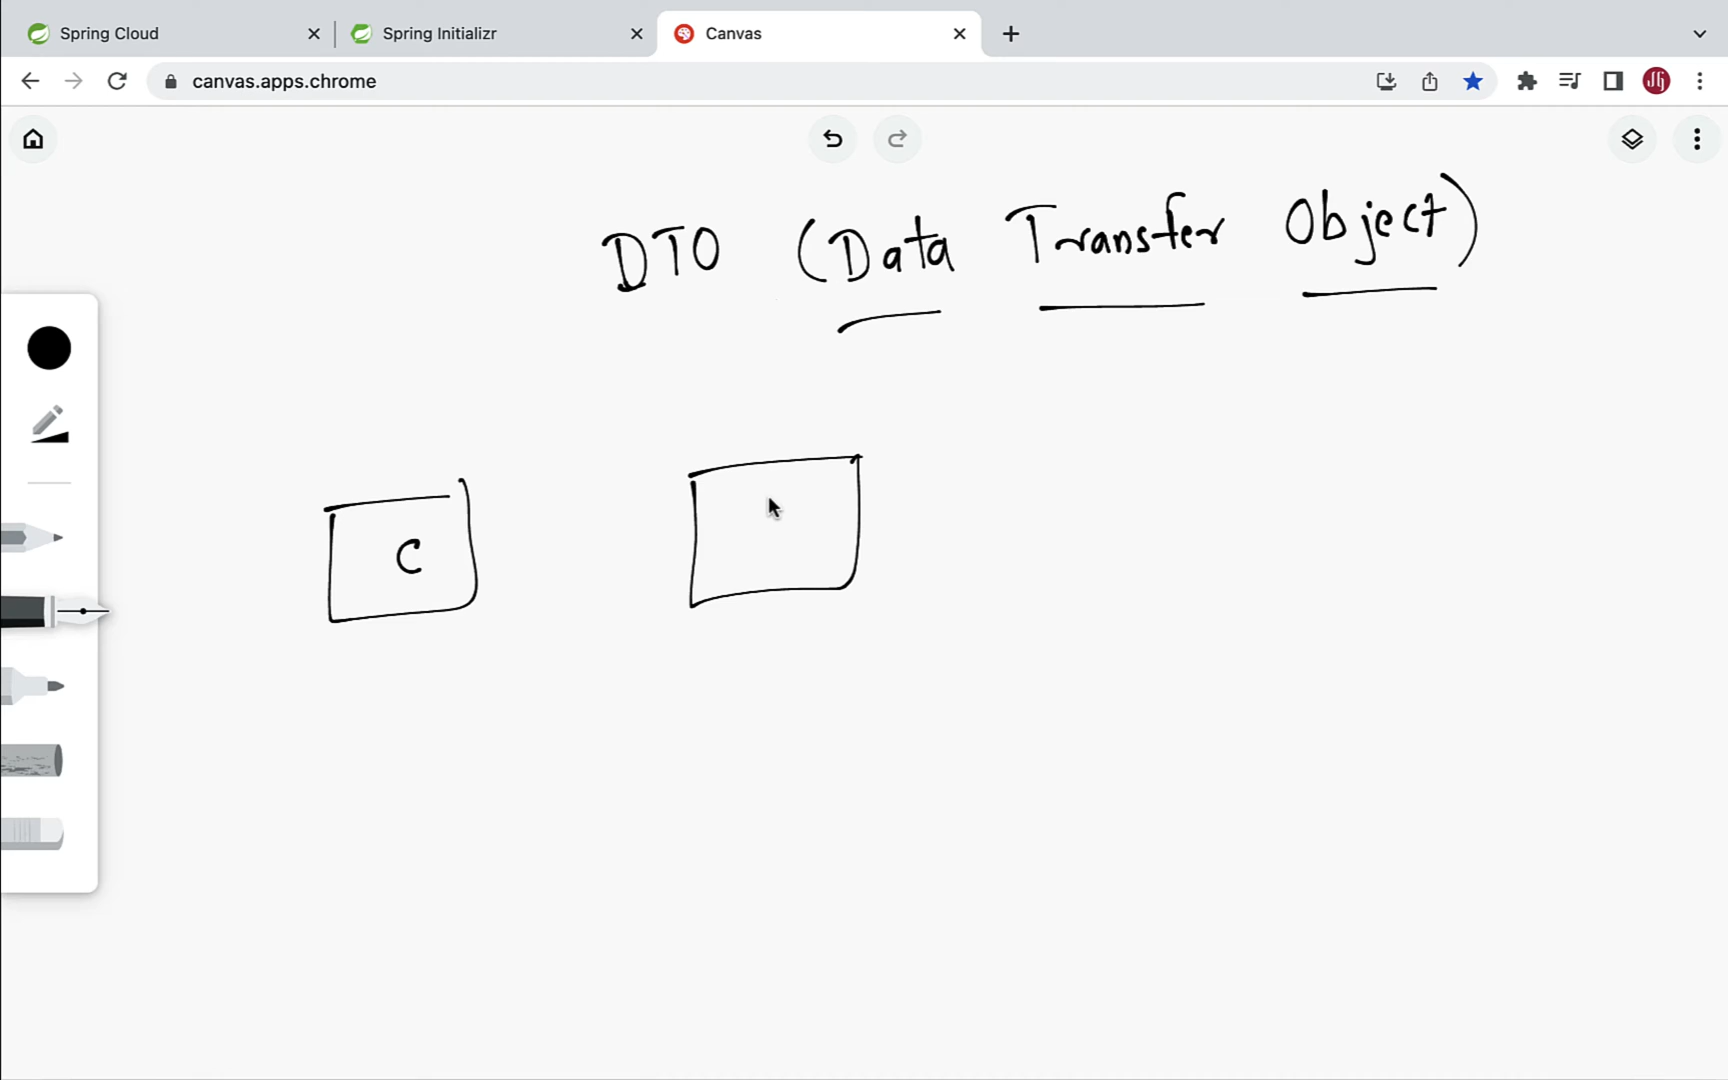 Spring Cloud
Spring Initializr
Canvas
canvas.apps.chrome
DTO (Data Transfer Object)
C